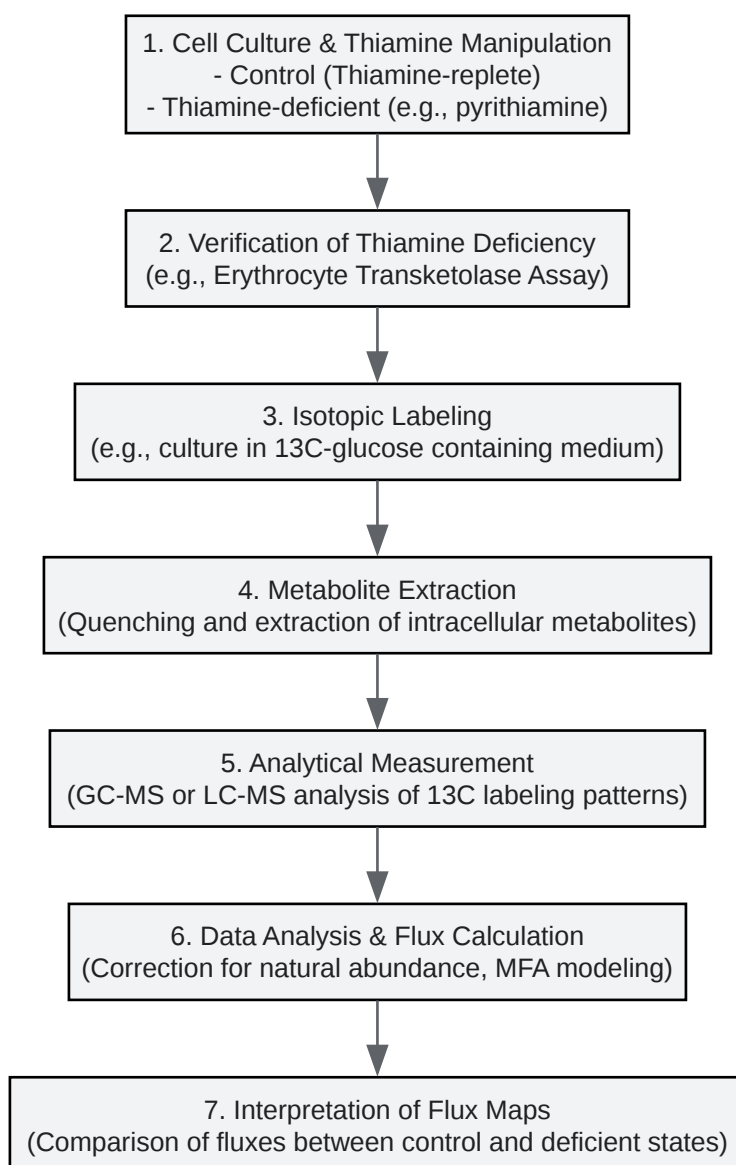 1. Cell Culture & Thiamine Manipulation
- Control (Thiamine-replete)
- Thiamine-deficient (e.g., pyrithiamine)
2. Verification of Thiamine Deficiency
(e.g., Erythrocyte Transketolase Assay)
3. Isotopic Labeling
(e.g., culture in 13C-glucose containing medium)
4. Metabolite Extraction
(Quenching and extraction of intracellular metabolites)
5. Analytical Measurement
(GC-MS or LC-MS analysis of 13C labeling patterns)
6. Data Analysis & Flux Calculation
(Correction for natural abundance, MFA modeling)
7. Interpretation of Flux Maps
(Comparison of fluxes between control and deficient states)